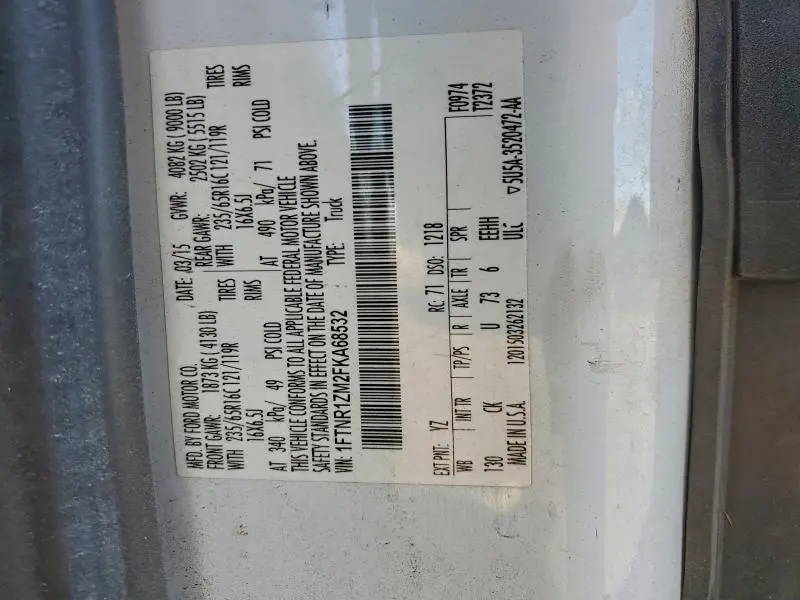 MFD. BY FORD MOTOR CO.
DATE: 03/15 GVWR: 4082 KG ( 9000 LB)
FRONT GAWR: 1873 KG ( 4130 LB) REAR GAWR: 2502 KG ( 5515 LB)
WITH 235/65R16C 121/119R TIRES WITH 235/65R16C 121/119R TIRES
16X6.5J RIMS 16X6.5J RIMS
AT 340 kPa/ 49 PSI COLD AT 490 kPa/ 71 PSI COLD
THIS VEHICLE CONFORMS TO ALL APPLICABLE FEDERAL MOTOR VEHICLE
SAFETY STANDARDS IN EFFECT ON THE DATE OF MANUFACTURE SHOWN ABOVE.
VIN: 1FTNR1ZM2FKA68532 TYPE: Truck
EXT PNT: YZ RC: 71 DSO: 1218 F0974
WB INT TR TP/PS R AXLE TR SPR T2372
130 CK U 73 6 EEHH
MADE IN U.S.A. 1201503262132 ULC ▽5U5A-3520472-AA